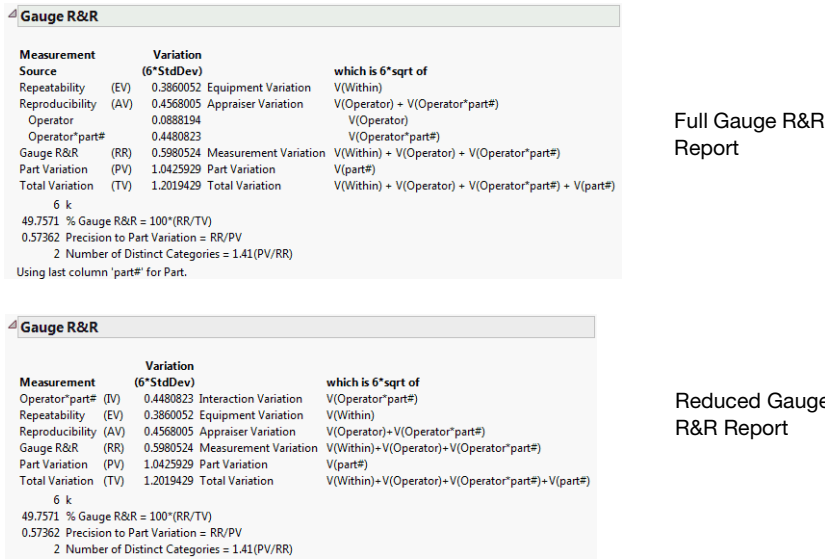 Gauge R&R
Measurement Variation
Source (6*StdDev) which is 6*sqrt of
Repeatability (EV) 0.3860052 Equipment Variation V(Within)
Reproducibility (AV) 0.4568005 Appraiser Variation V(Operator) + V(Operator*part#)
Operator 0.0888194 V(Operator)
Operator*part# 0.4480823 V(Operator*part#)
Gauge R&R (RR) 0.5980524 Measurement Variation V(Within) + V(Operator) + V(Operator*part#)
Part Variation (PV) 1.0425929 Part Variation V(part#)
Total Variation (TV) 1.2019429 Total Variation V(Within) + V(Operator) + V(Operator*part#) + V(part#)
6 k
49.7571 % Gauge R&R = 100*(RR/TV)
0.57362 Precision to Part Variation = RR/PV
2 Number of Distinct Categories = 1.41(PV/RR)
Using last column 'part#' for Part.
Full Gauge R&R
Report
Gauge R&R
Variation
Measurement (6*StdDev) which is 6*sqrt of
Operator*part# (IV) 0.4480823 Interaction Variation V(Operator*part#)
Repeatability (EV) 0.3860052 Equipment Variation V(Within)
Reproducibility (AV) 0.4568005 Appraiser Variation V(Operator)+V(Operator*part#)
Gauge R&R (RR) 0.5980524 Measurement Variation V(Within)+V(Operator)+V(Operator*part#)
Part Variation (PV) 1.0425929 Part Variation V(part#)
Total Variation (TV) 1.2019429 Total Variation V(Within)+V(Operator)+V(Operator*part#)+V(part#)
6 k
49.7571 % Gauge R&R = 100*(RR/TV)
0.57362 Precision to Part Variation = RR/PV
2 Number of Distinct Categories = 1.41(PV/RR)
Reduced Gauge
R&R Report